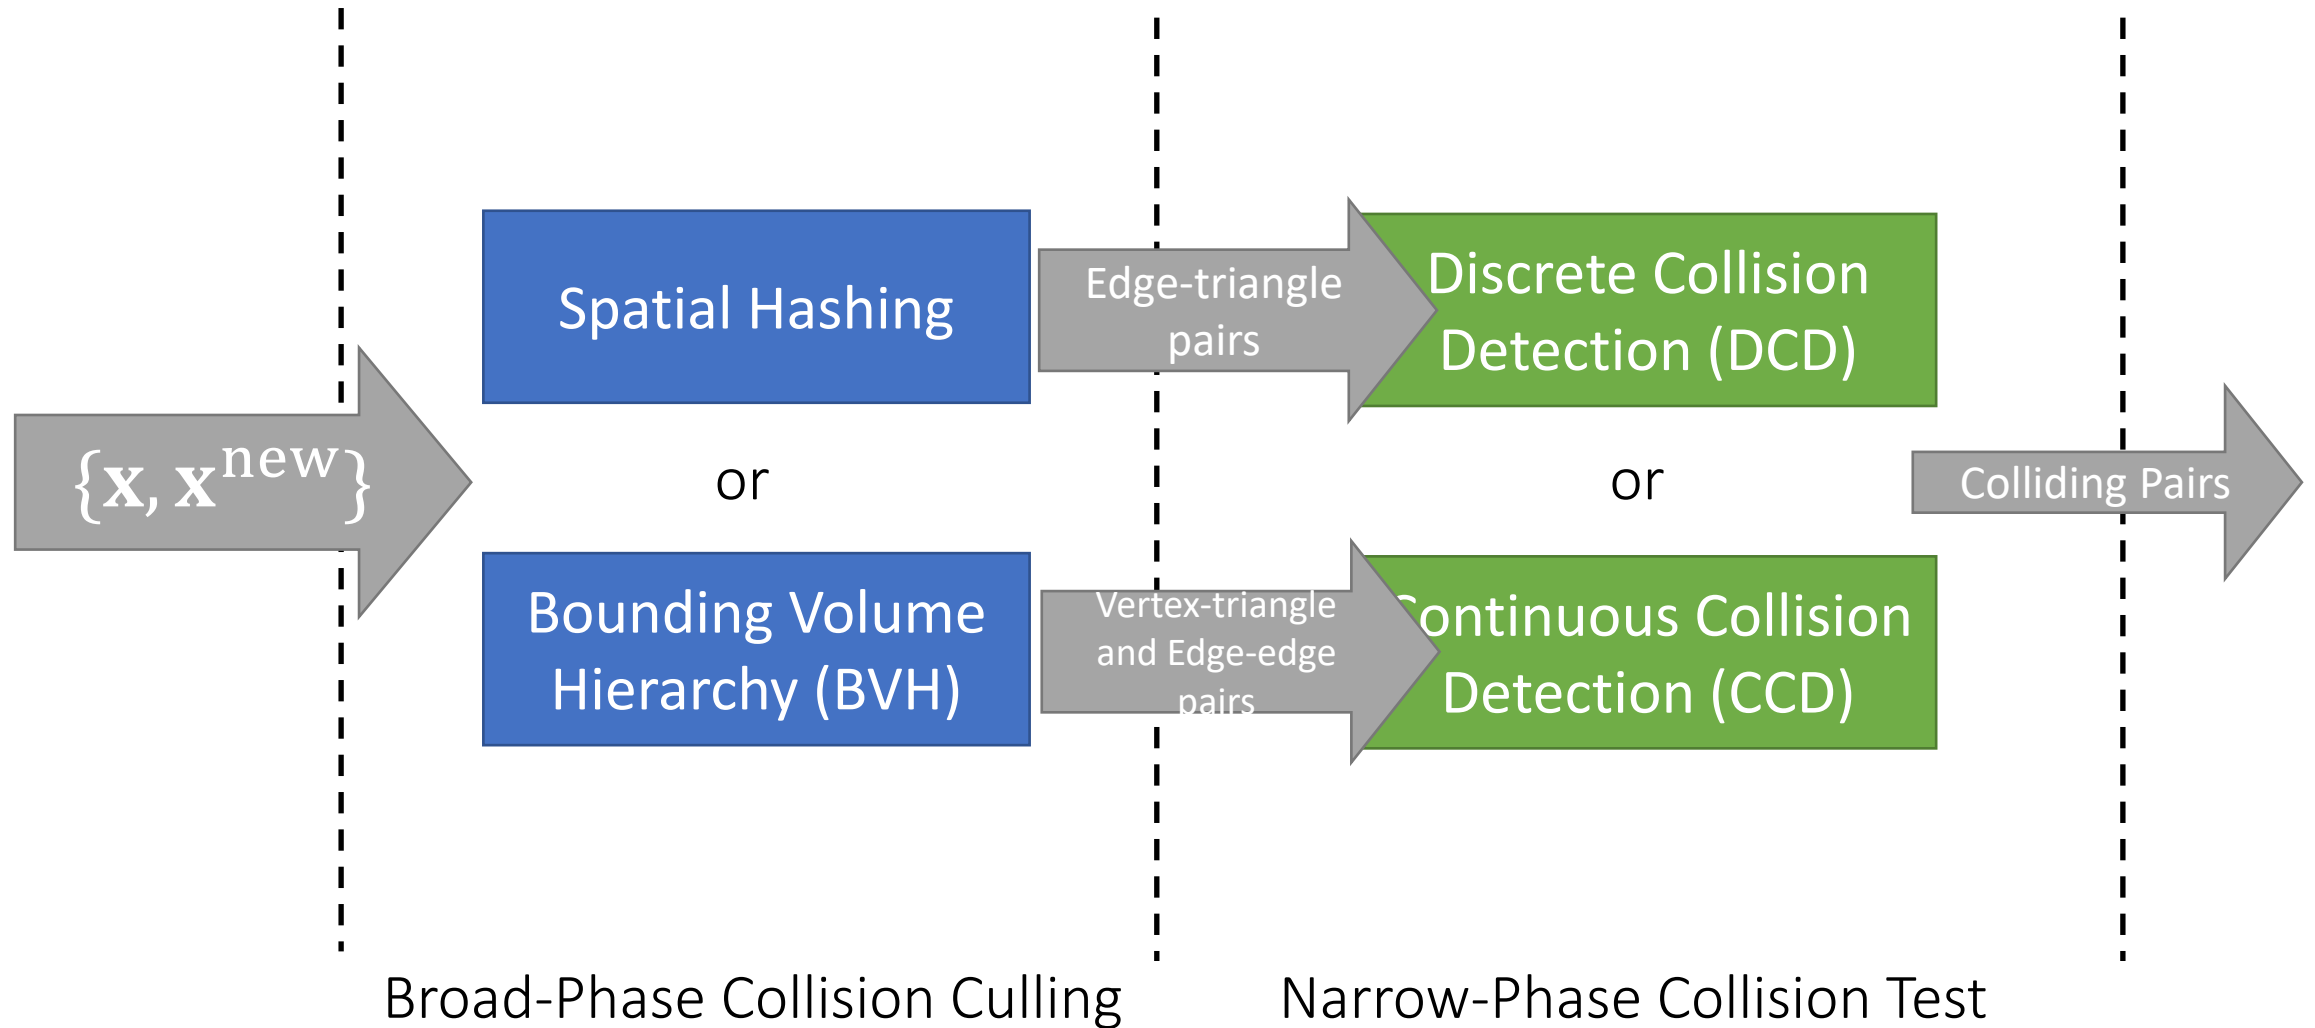 {x, x^new}
Spatial Hashing
or
Bounding Volume
Hierarchy (BVH)
Edge-triangle
pairs
Vertex-triangle
and Edge-edge
pairs
Discrete Collision
Detection (DCD)
or
Continuous Collision
Detection (CCD)
Colliding Pairs
Broad-Phase Collision Culling
Narrow-Phase Collision Test